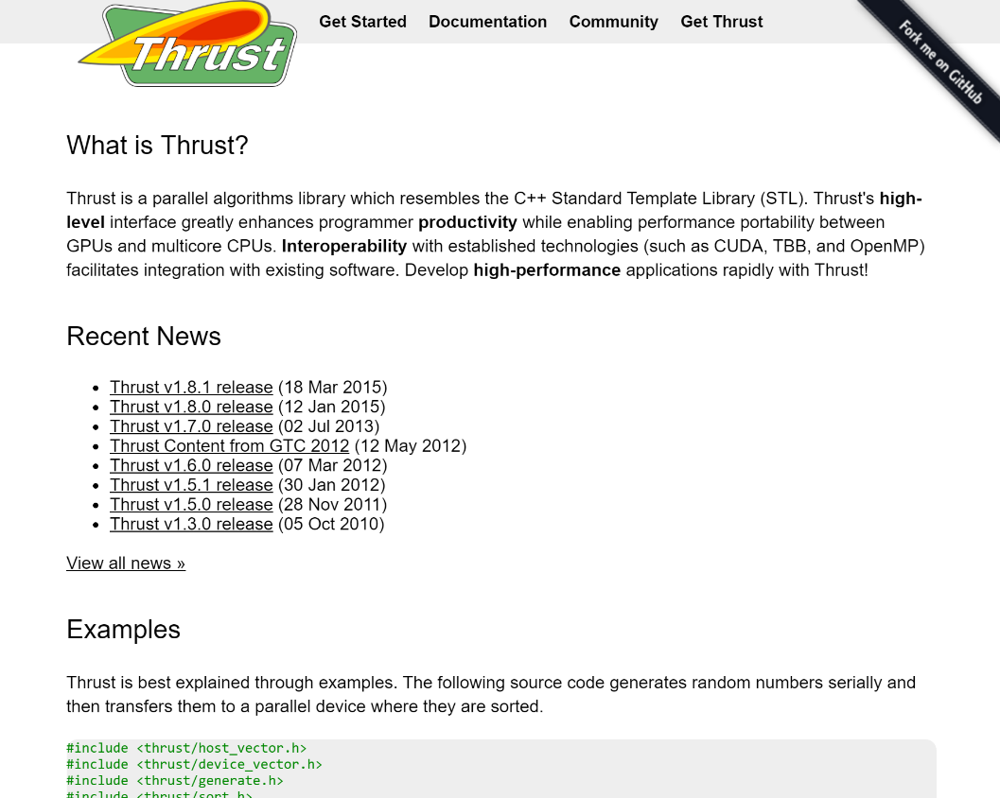 Thrust
Get Started Documentation Community Get Thrust
Fork me on GitHub
What is Thrust?
Thrust is a parallel algorithms library which resembles the C++ Standard Template Library (STL). Thrust's high-
level interface greatly enhances programmer productivity while enabling performance portability between
GPUs and multicore CPUs. Interoperability with established technologies (such as CUDA, TBB, and OpenMP)
facilitates integration with existing software. Develop high-performance applications rapidly with Thrust!
Recent News
• Thrust v1.8.1 release (18 Mar 2015)
• Thrust v1.8.0 release (12 Jan 2015)
• Thrust v1.7.0 release (02 Jul 2013)
• Thrust Content from GTC 2012 (12 May 2012)
• Thrust v1.6.0 release (07 Mar 2012)
• Thrust v1.5.1 release (30 Jan 2012)
• Thrust v1.5.0 release (28 Nov 2011)
• Thrust v1.3.0 release (05 Oct 2010)
View all news »
Examples
Thrust is best explained through examples. The following source code generates random numbers serially and
then transfers them to a parallel device where they are sorted.
#include <thrust/host_vector.h>
#include <thrust/device_vector.h>
#include <thrust/generate.h>
#include <thrust/sort.h>